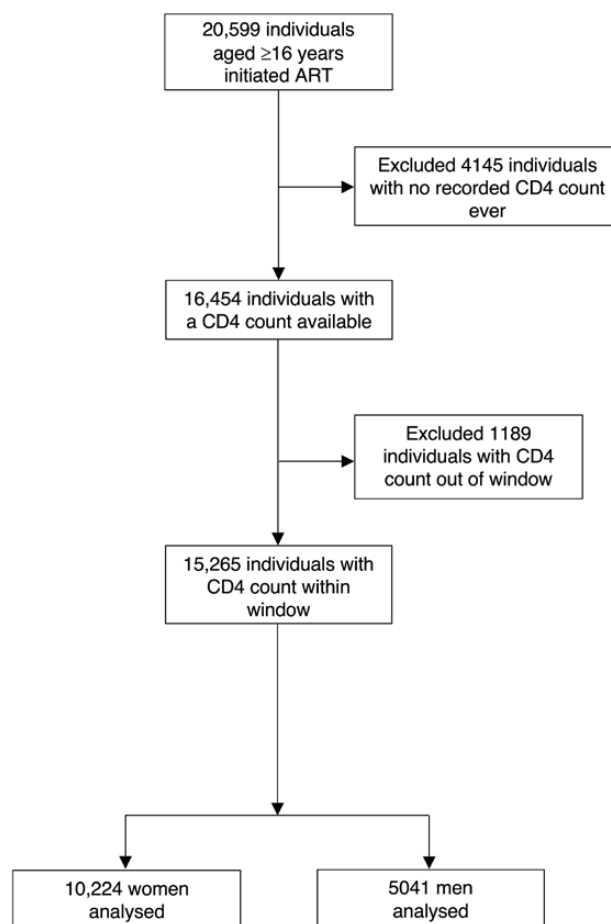 20,599 individuals
aged ≥16 years
initiated ART
Excluded 4145 individuals
with no recorded CD4 count
ever
16,454 individuals with
a CD4 count available
Excluded 1189
individuals with CD4
count out of window
15,265 individuals with
CD4 count within
window
10,224 women
analysed
5041 men
analysed